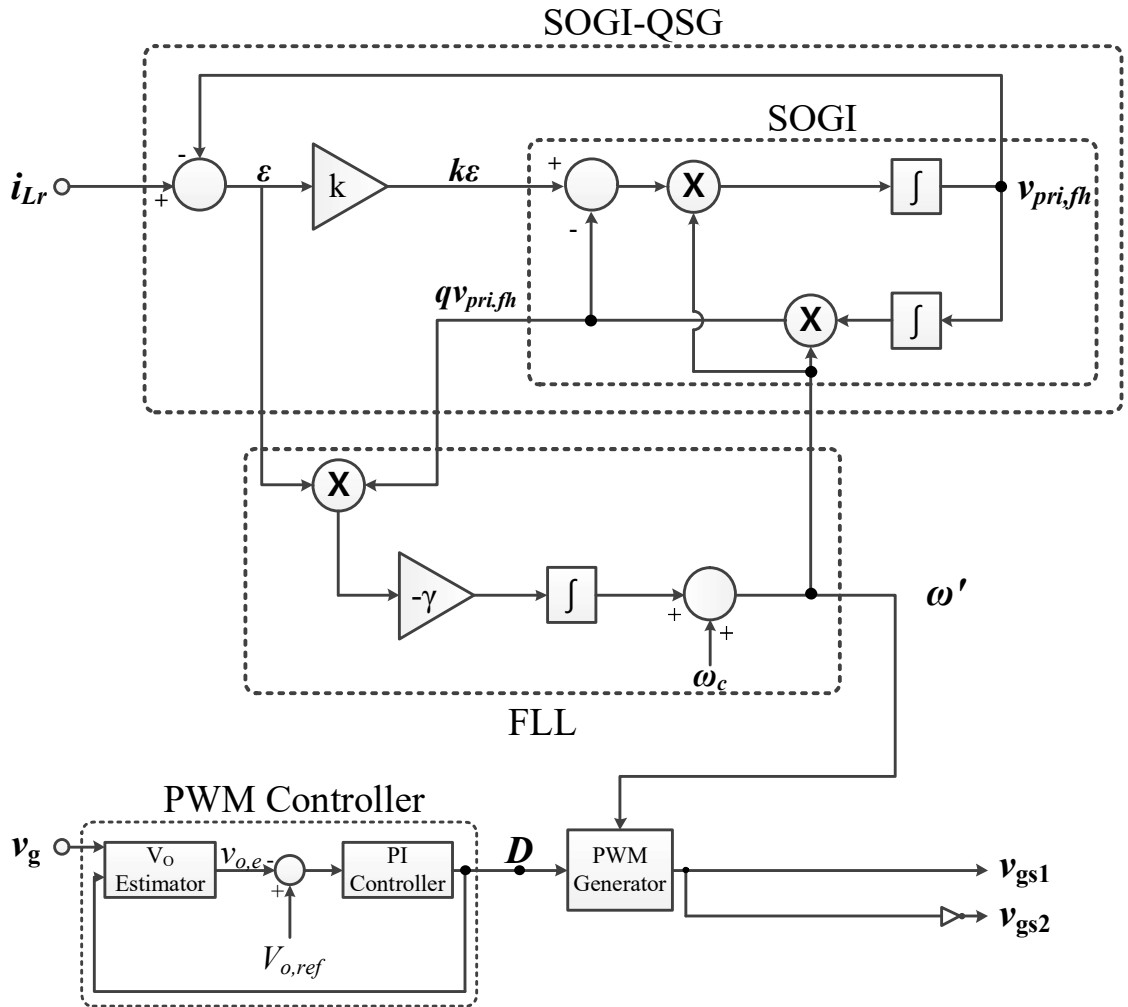 SOGI-QSG
SOGI
-
i_Lr
+
ε
k
kε
+
-
X
∫
v_pri,fh
qv_pri.fh
X
∫
X
-γ
∫
+
+
ω_c
ω'
FLL
PWM Controller
v_g
V_O
Estimator
v_o,e
-
+
V_o,ref
PI
Controller
D
PWM
Generator
v_gs1
v_gs2